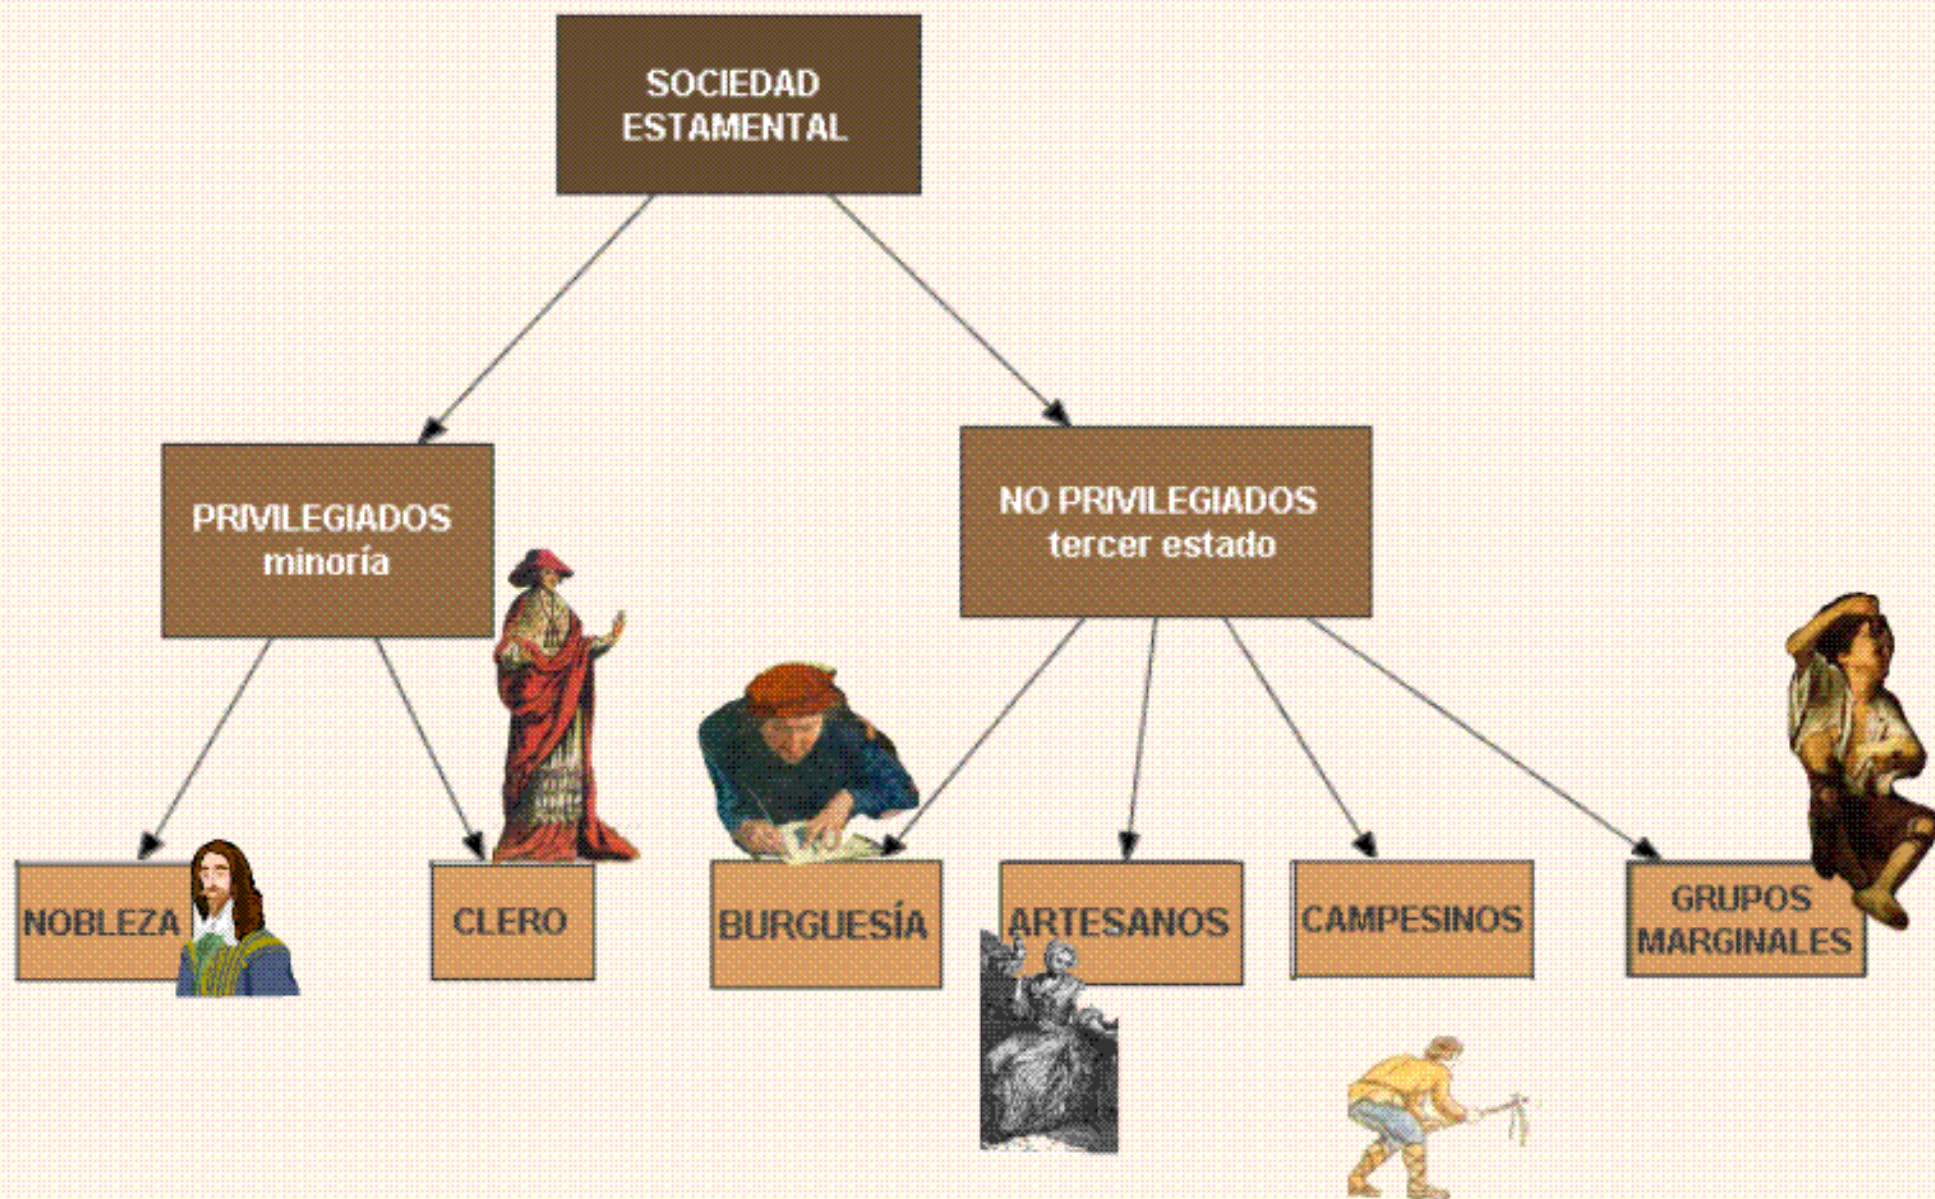 SOCIEDAD
ESTAMENTAL
PRIVILEGIADOS
minoría
NO PRIVILEGIADOS
tercer estado
NOBLEZA
CLERO
BURGUESÍA
ARTESANOS
CAMPESINOS
GRUPOS
MARGINALES